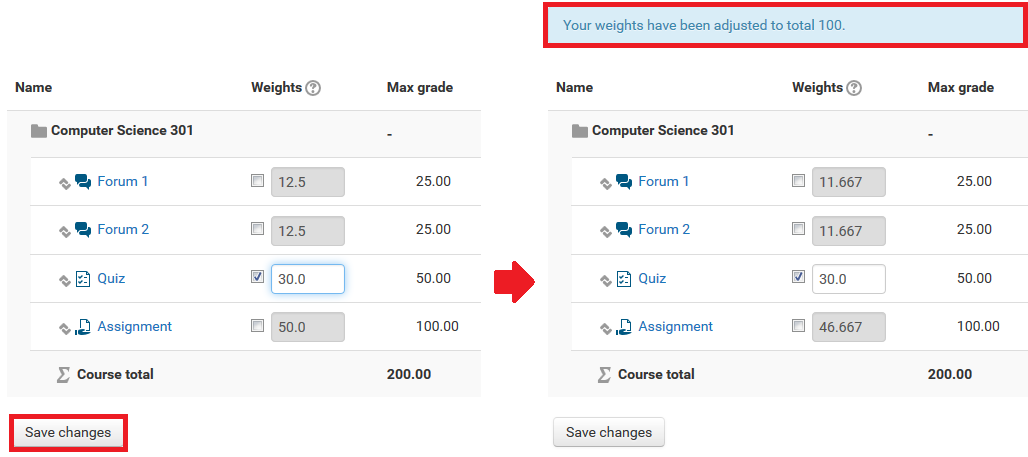 Your weights have been adjusted to total 100.
Name Weights ? Max grade
Computer Science 301 -
Forum 1 12.5 25.00
Forum 2 12.5 25.00
Quiz 30.0 50.00
Assignment 50.0 100.00
Σ Course total 200.00
Save changes
Name Weights ? Max grade
Computer Science 301 -
Forum 1 11.667 25.00
Forum 2 11.667 25.00
Quiz 30.0 50.00
Assignment 46.667 100.00
Σ Course total 200.00
Save changes